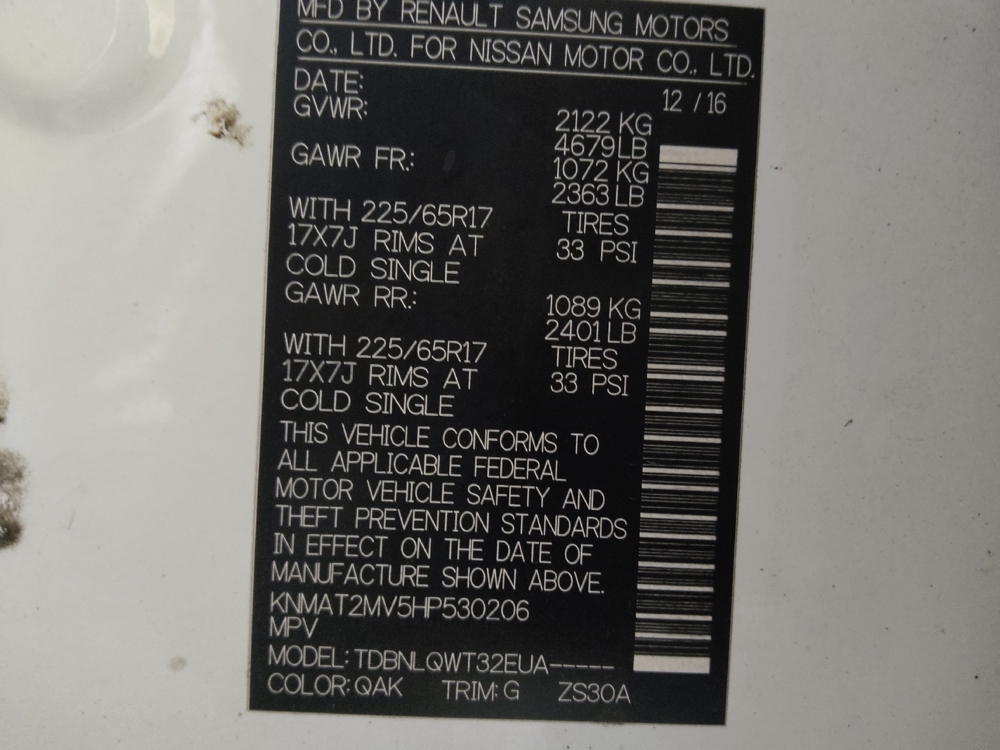 MFD BY RENAULT SAMSUNG MOTORS
CO., LTD. FOR NISSAN MOTOR CO., LTD.
DATE: 12 / 16
GVWR: 2122 KG
4679 LB
GAWR FR.: 1072 KG
2363 LB
WITH 225/65R17 TIRES
17X7J RIMS AT 33 PSI
COLD SINGLE
GAWR RR.: 1089 KG
2401 LB
WITH 225/65R17 TIRES
17X7J RIMS AT 33 PSI
COLD SINGLE
THIS VEHICLE CONFORMS TO
ALL APPLICABLE FEDERAL
MOTOR VEHICLE SAFETY AND
THEFT PREVENTION STANDARDS
IN EFFECT ON THE DATE OF
MANUFACTURE SHOWN ABOVE.
KNMAT2MV5HP530206
MPV
MODEL: TDBNLQWT32EUA-----
COLOR: QAK TRIM: G ZS30A